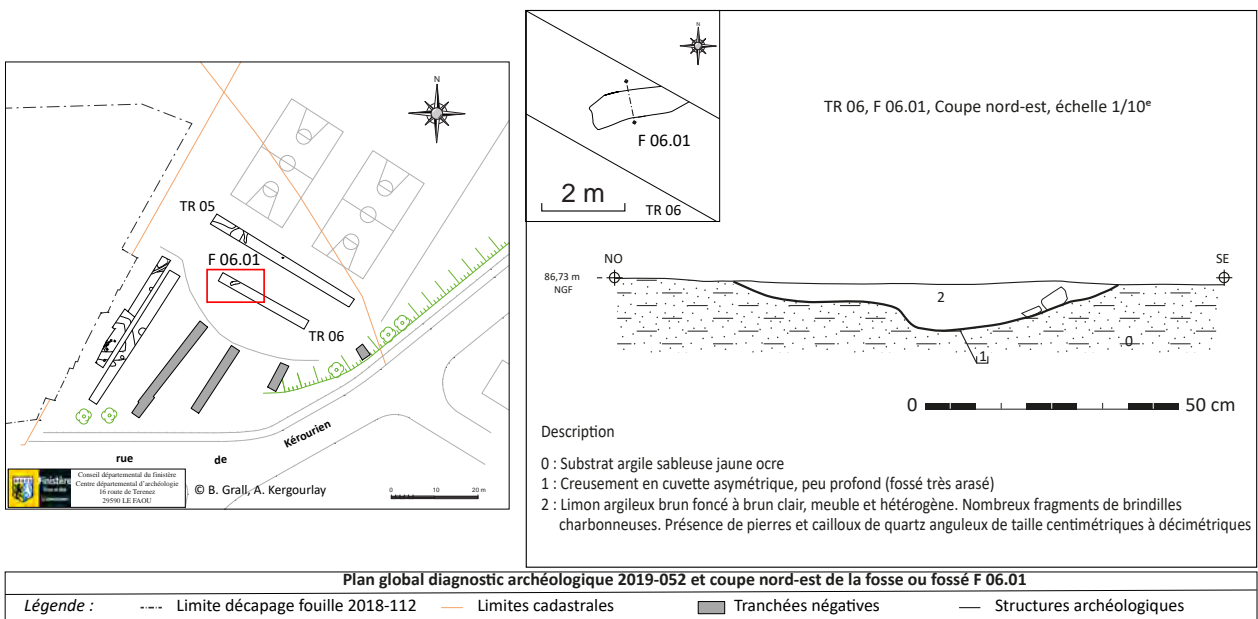 N
TR 05
F 06.01
TR 06
Kérourien
rue de
Conseil départemental du finistère
Centre départemental d'archéologie
16 route de Terenez
29590 LE FAOU
Finistère
© B. Grall, A. Kergourlay
0 10 20 m
N
F 06.01
2 m
TR 06
TR 06, F 06.01, Coupe nord-est, échelle 1/10ᵉ
NO
SE
86,73 m
NGF
2
0
1
0 50 cm
Description
0 : Substrat argile sableuse jaune ocre
1 : Creusement en cuvette asymétrique, peu profond (fossé très arasé)
2 : Limon argileux brun foncé à brun clair, meuble et hétérogène. Nombreux fragments de brindilles
charbonneuses. Présence de pierres et cailloux de quartz anguleux de taille centimétriques à décimétriques
Plan global diagnostic archéologique 2019-052 et coupe nord-est de la fosse ou fossé F 06.01
Légende : Limite décapage fouille 2018-112 Limites cadastrales Tranchées négatives Structures archéologiques